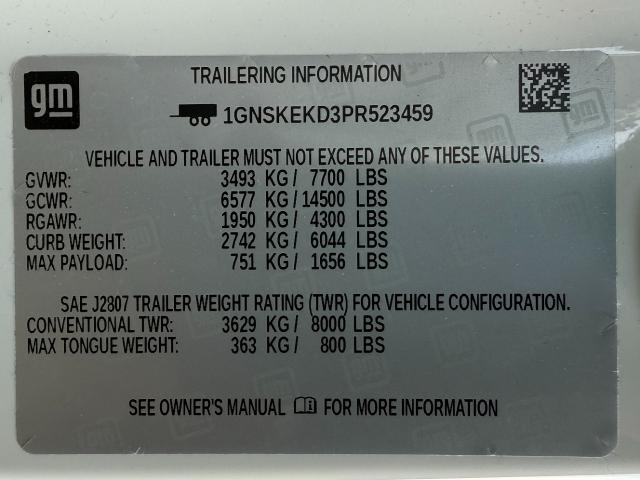 gm
TRAILERING INFORMATION
1GNSKEKD3PR523459
VEHICLE AND TRAILER MUST NOT EXCEED ANY OF THESE VALUES.
GVWR: 3493 KG / 7700 LBS
GCWR: 6577 KG / 14500 LBS
RGAWR: 1950 KG / 4300 LBS
CURB WEIGHT: 2742 KG / 6044 LBS
MAX PAYLOAD: 751 KG / 1656 LBS
SAE J2807 TRAILER WEIGHT RATING (TWR) FOR VEHICLE CONFIGURATION.
CONVENTIONAL TWR: 3629 KG / 8000 LBS
MAX TONGUE WEIGHT: 363 KG / 800 LBS
SEE OWNER'S MANUAL FOR MORE INFORMATION